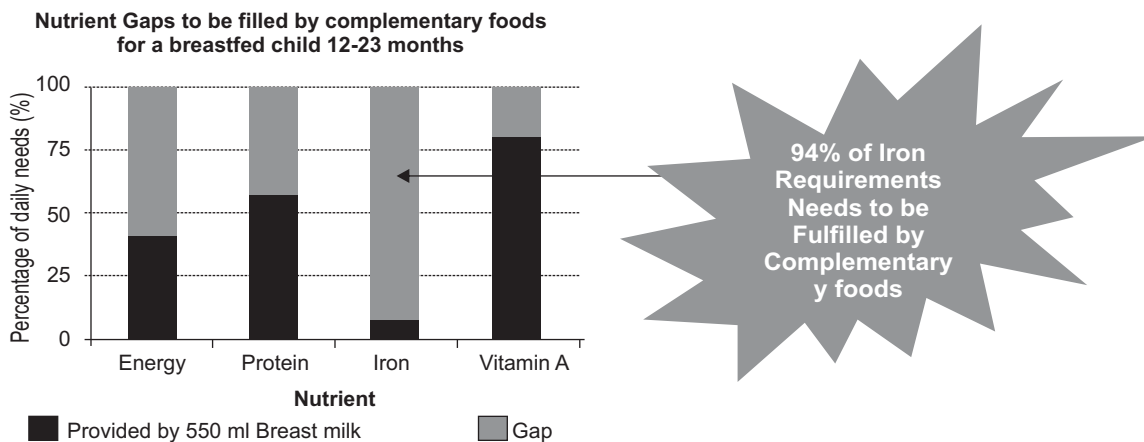 Nutrient Gaps to be filled by complementary foods
for a breastfed child 12-23 months
Percentage of daily needs (%)
100
75
50
25
0
Energy Protein Iron Vitamin A
Nutrient
Provided by 550 ml Breast milk Gap
94% of Iron
Requirements
Needs to be
Fulfilled by
Complementary
y foods